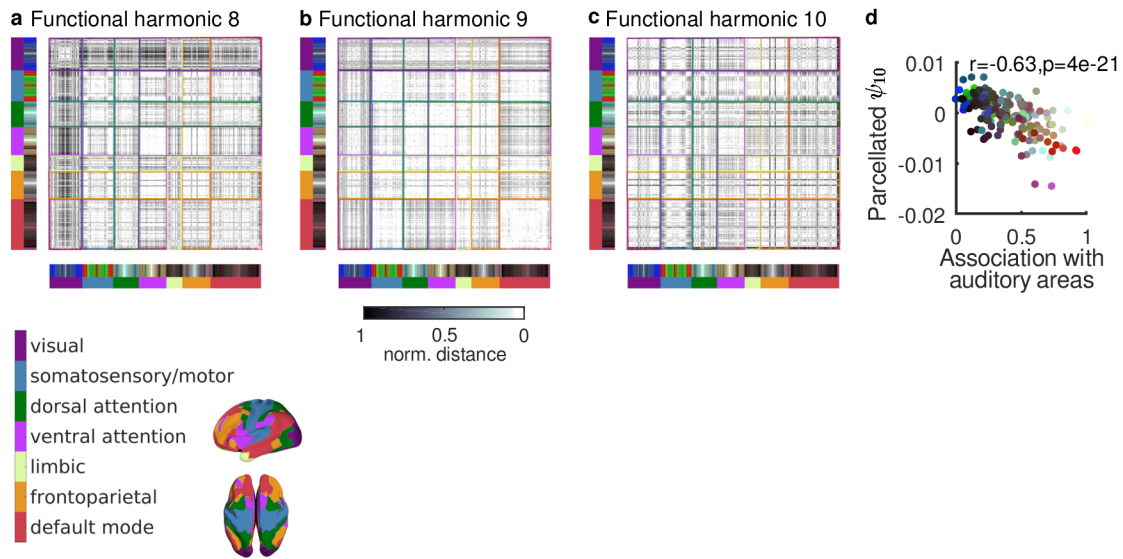 a Functional harmonic 8
b Functional harmonic 9
c Functional harmonic 10
d
r=-0.63,p=4e-21
0.01
0
-0.01
-0.02
Parcellated ψ10
0
0.5
1
Association with
auditory areas
1
0.5
0
norm. distance
visual
somatosensory/motor
dorsal attention
ventral attention
limbic
frontoparietal
default mode